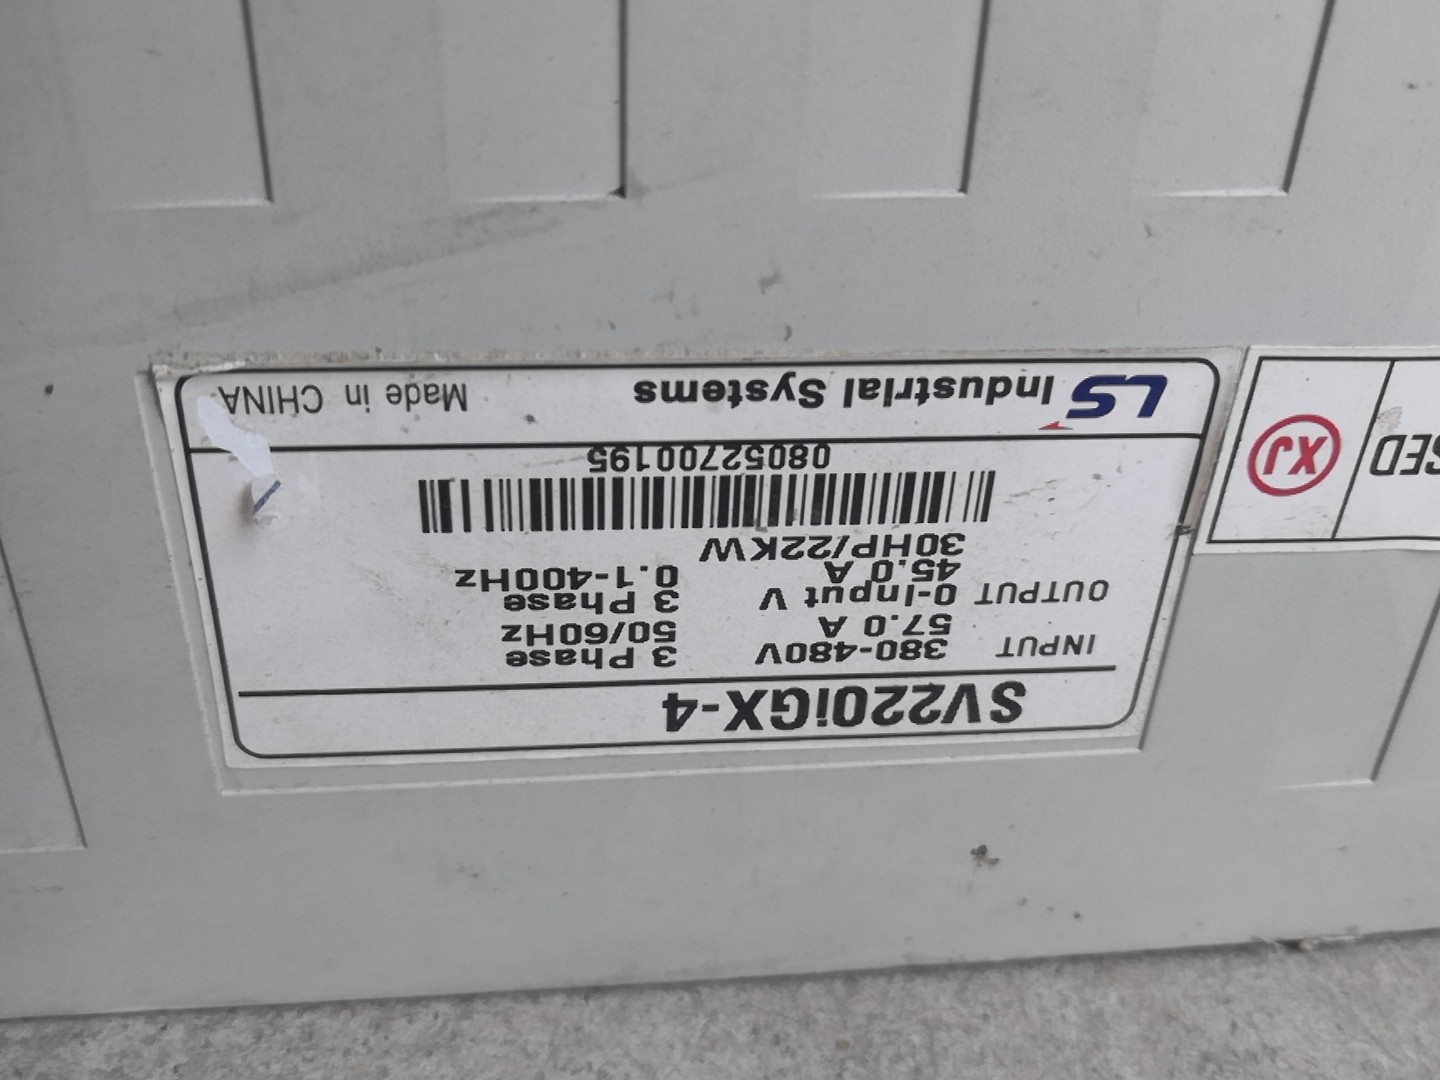 SV220iGX-4
INPUT 380-480V 3 Phase
57.0 A 50/60Hz
OUTPUT 0-Input V 3 Phase
45.0 A 0.1-400Hz
30HP/22KW
08052700195
LS Industrial Systems Made in CHINA
SED
XJ